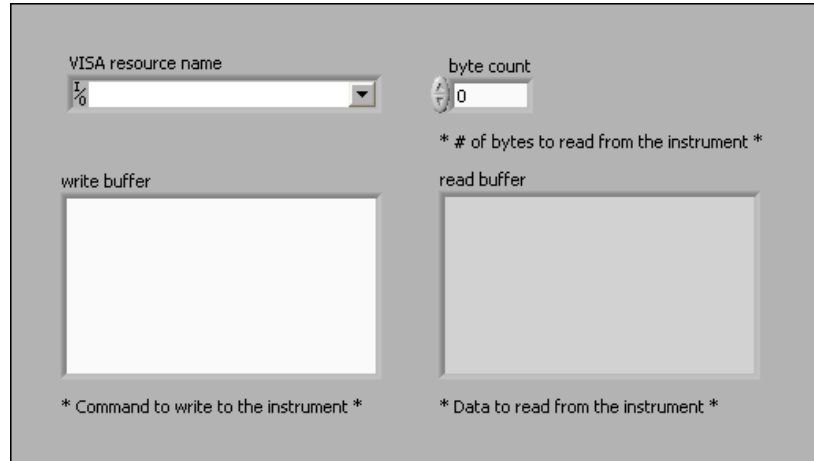 VISA resource name
I/O
byte count
0
* # of bytes to read from the instrument *
write buffer
read buffer
* Command to write to the instrument *
* Data to read from the instrument *